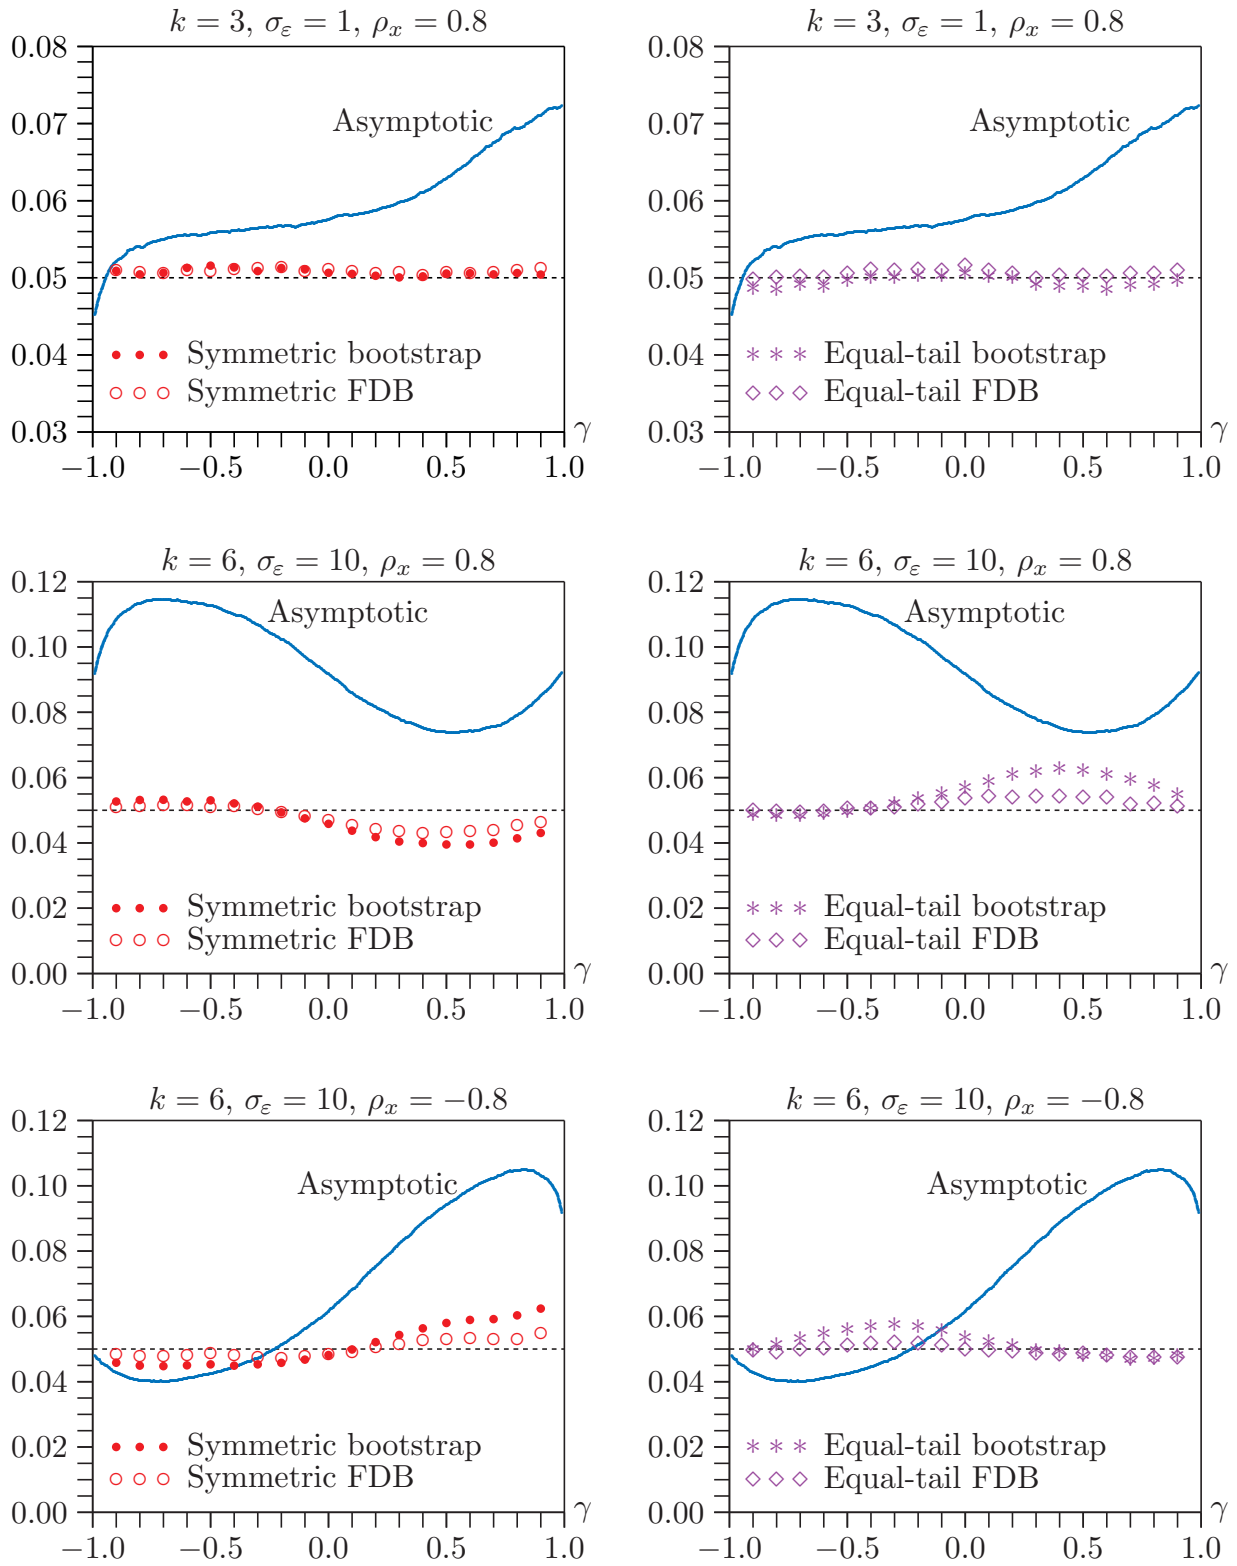 k = 3, σ_ε = 1, ρ_x = 0.8
0.08
0.07
0.06
0.05
0.04
0.03
Asymptotic
Symmetric bootstrap
Symmetric FDB
γ
−1.0 −0.5 0.0 0.5 1.0
k = 3, σ_ε = 1, ρ_x = 0.8
0.08
0.07
0.06
0.05
0.04
0.03
Asymptotic
Equal-tail bootstrap
Equal-tail FDB
γ
−1.0 −0.5 0.0 0.5 1.0
k = 6, σ_ε = 10, ρ_x = 0.8
0.12
0.10
0.08
0.06
0.04
0.02
0.00
Asymptotic
Symmetric bootstrap
Symmetric FDB
γ
−1.0 −0.5 0.0 0.5 1.0
k = 6, σ_ε = 10, ρ_x = 0.8
0.12
0.10
0.08
0.06
0.04
0.02
0.00
Asymptotic
Equal-tail bootstrap
Equal-tail FDB
γ
−1.0 −0.5 0.0 0.5 1.0
k = 6, σ_ε = 10, ρ_x = −0.8
0.12
0.10
0.08
0.06
0.04
0.02
0.00
Asymptotic
Symmetric bootstrap
Symmetric FDB
γ
−1.0 −0.5 0.0 0.5 1.0
k = 6, σ_ε = 10, ρ_x = −0.8
0.12
0.10
0.08
0.06
0.04
0.02
0.00
Asymptotic
Equal-tail bootstrap
Equal-tail FDB
γ
−1.0 −0.5 0.0 0.5 1.0